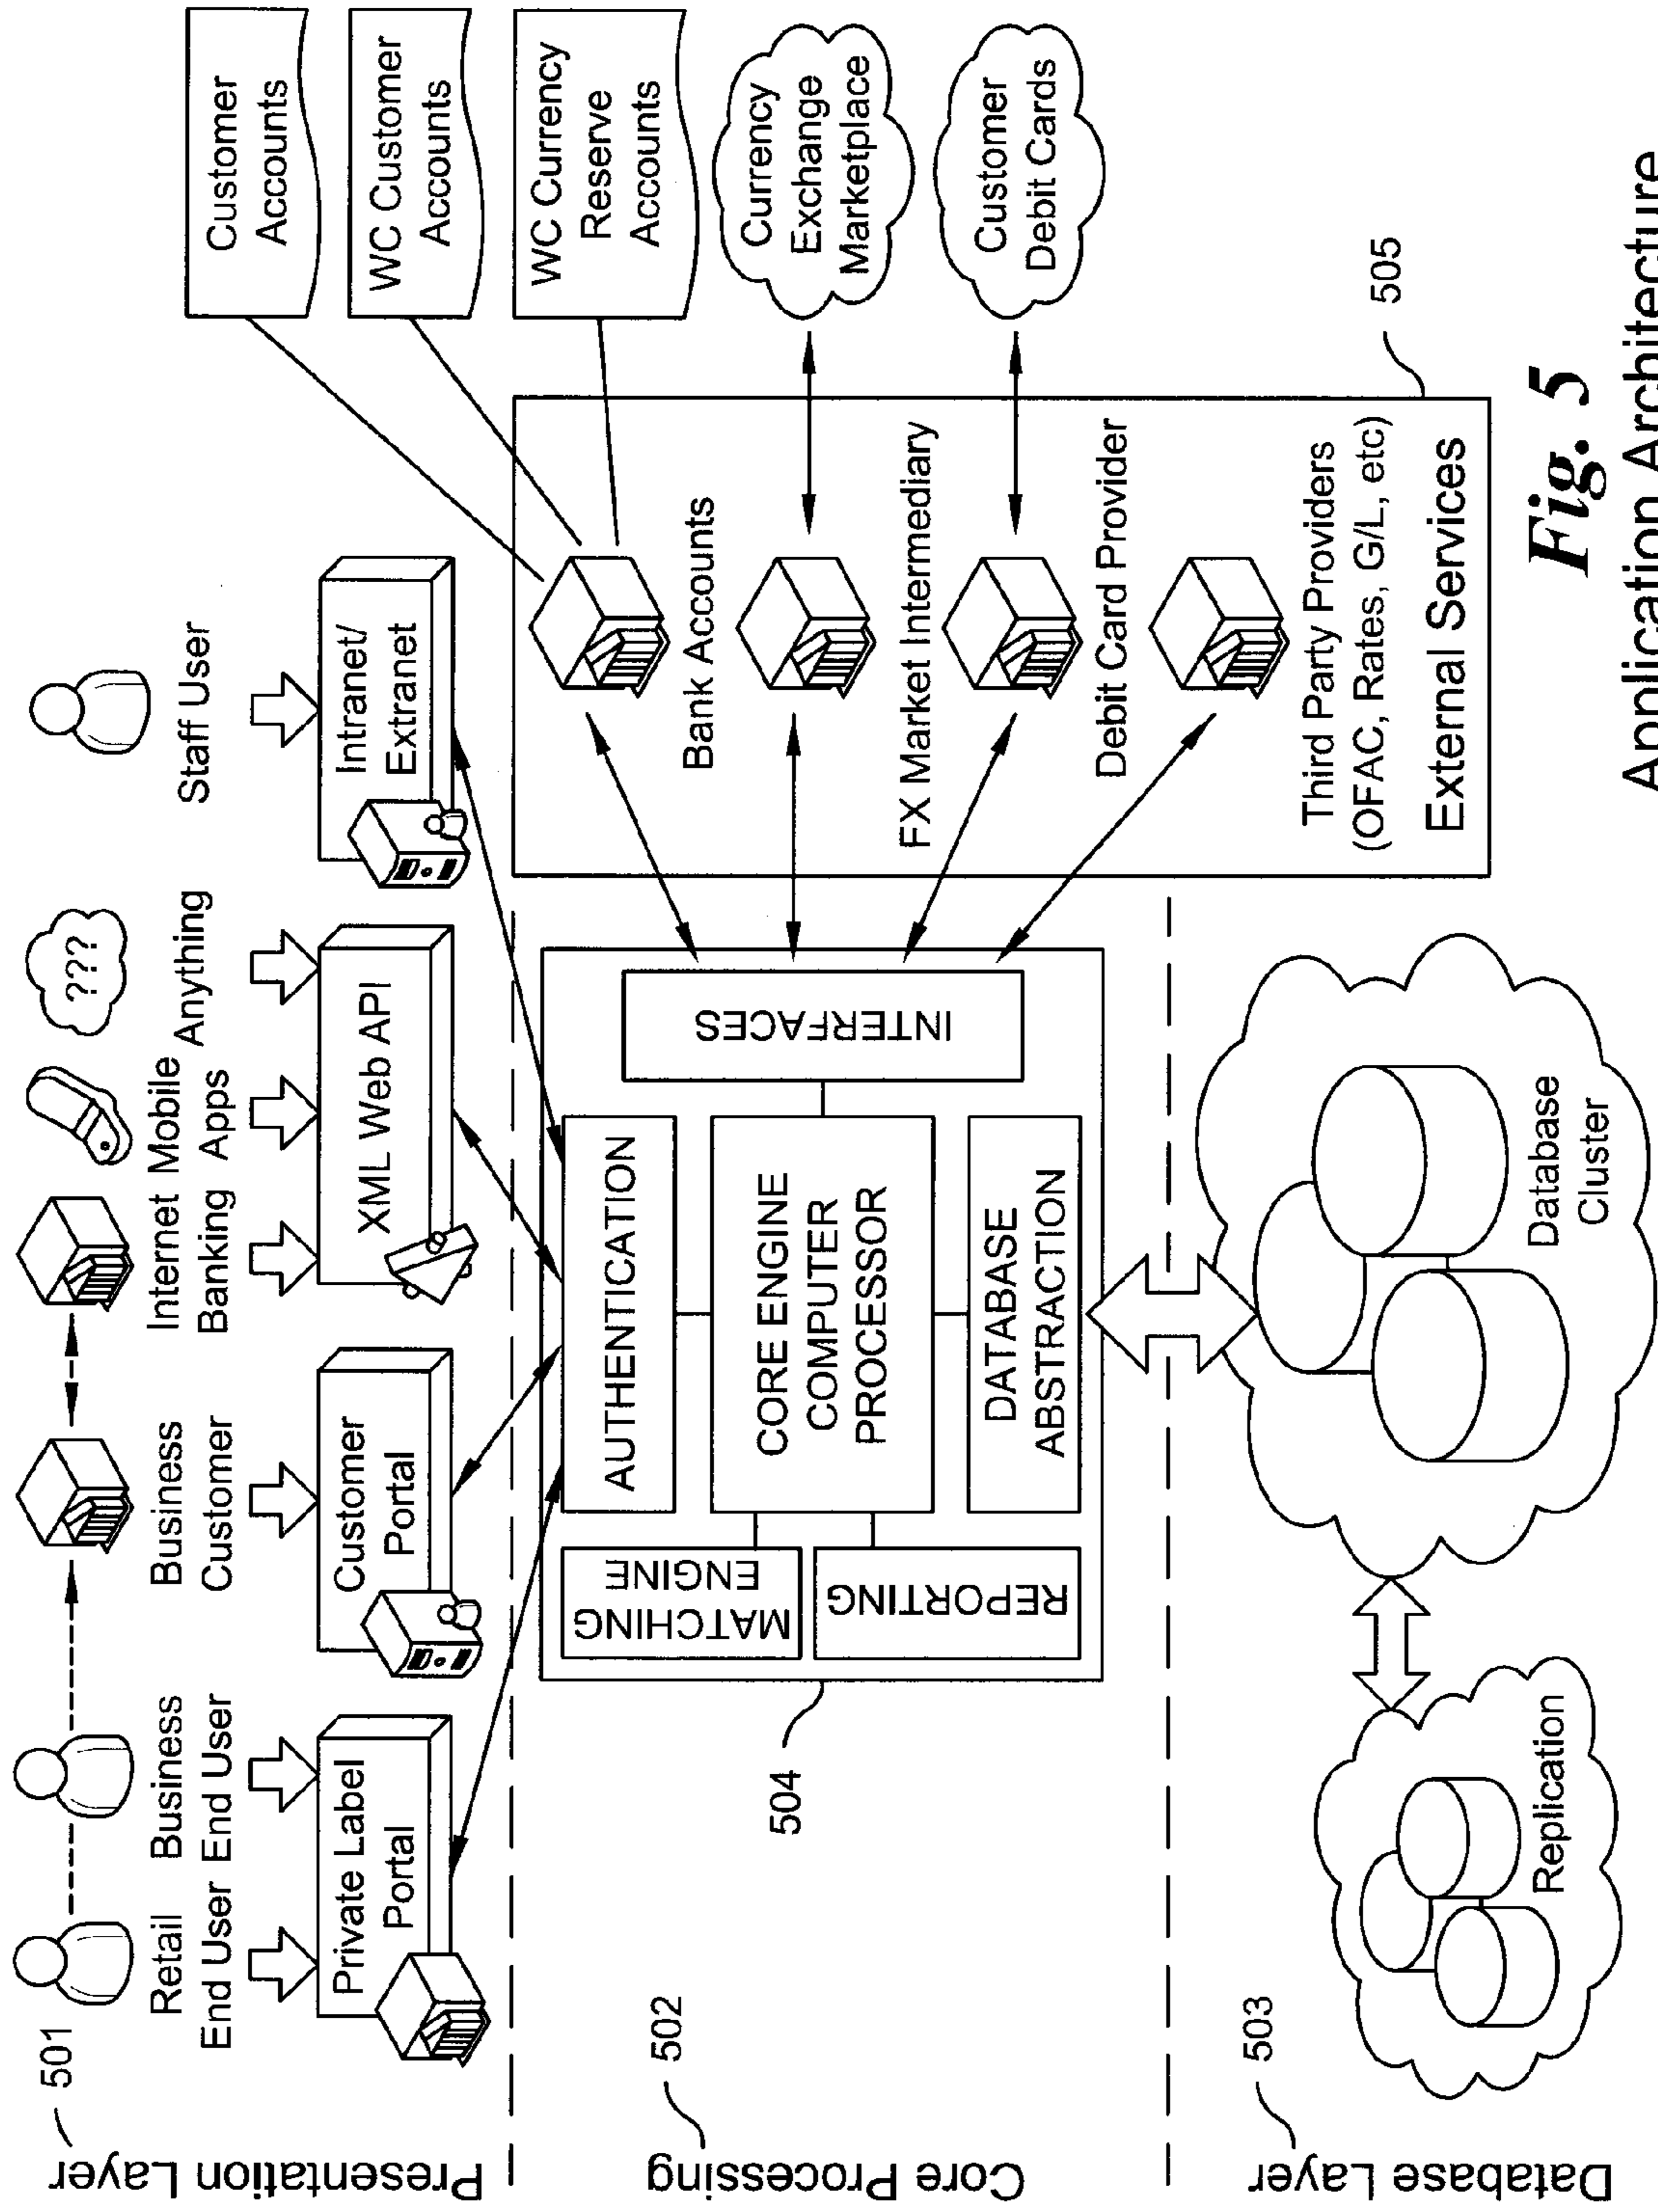 501
Retail
End User
Business
End User
Business
Customer
Internet
Banking
Mobile
Apps
???
Anything
Staff User
Private Label
Portal
Customer
Portal
XML Web API
Intranet/
Extranet
Presentation Layer
502
Core Processing
504
MATCHING
ENGINE
REPORTING
AUTHENTICATION
CORE ENGINE
COMPUTER
PROCESSOR
DATABASE
ABSTRACTION
INTERFACES
Bank Accounts
FX Market Intermediary
Debit Card Provider
Third Party Providers
(OFAC, Rates, G/L, etc)
External Services
505
Customer
Accounts
WC Customer
Accounts
WC Currency
Reserve
Accounts
Currency
Exchange
Marketplace
Customer
Debit Cards
503
Database Layer
Replication
Database
Cluster
Fig. 5
Application Architecture